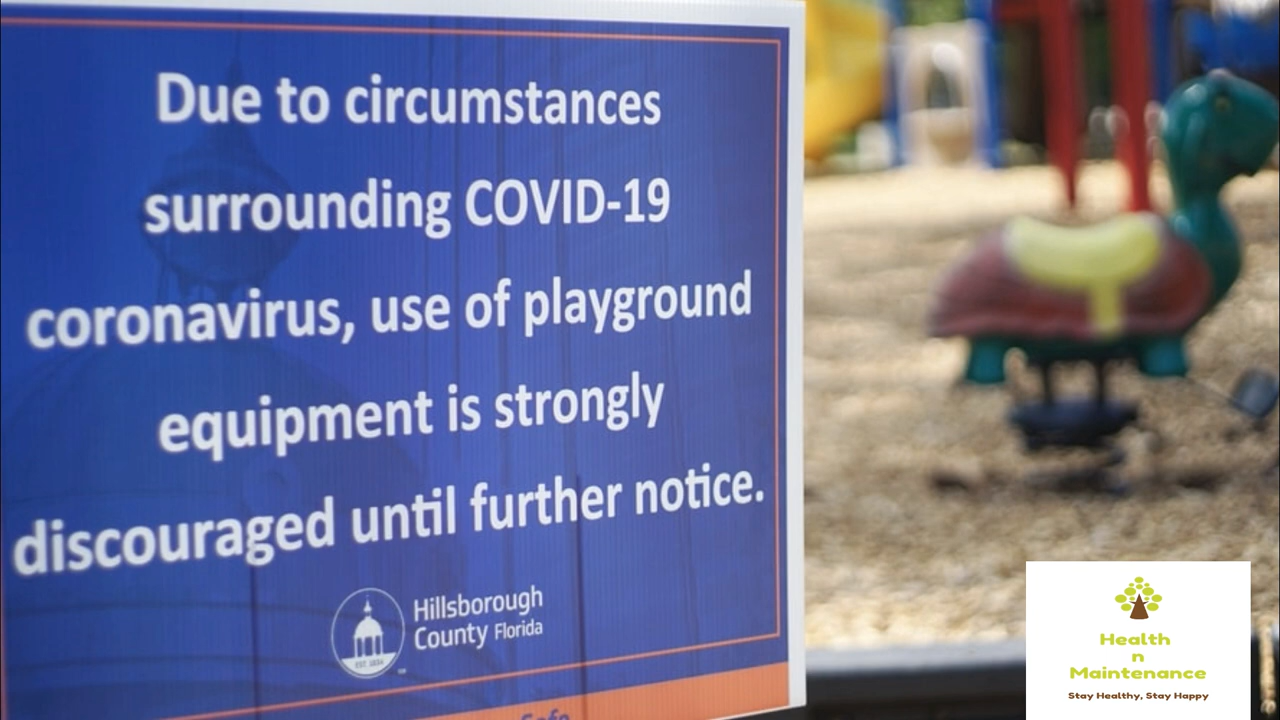 Due to circumstances
surrounding COVID-19
coronavirus, use of playground
equipment is strongly
discouraged until further notice.
Hillsborough
County Florida
EST. 1834
Safe
Health
n
Maintenance
Stay Healthy, Stay Happy